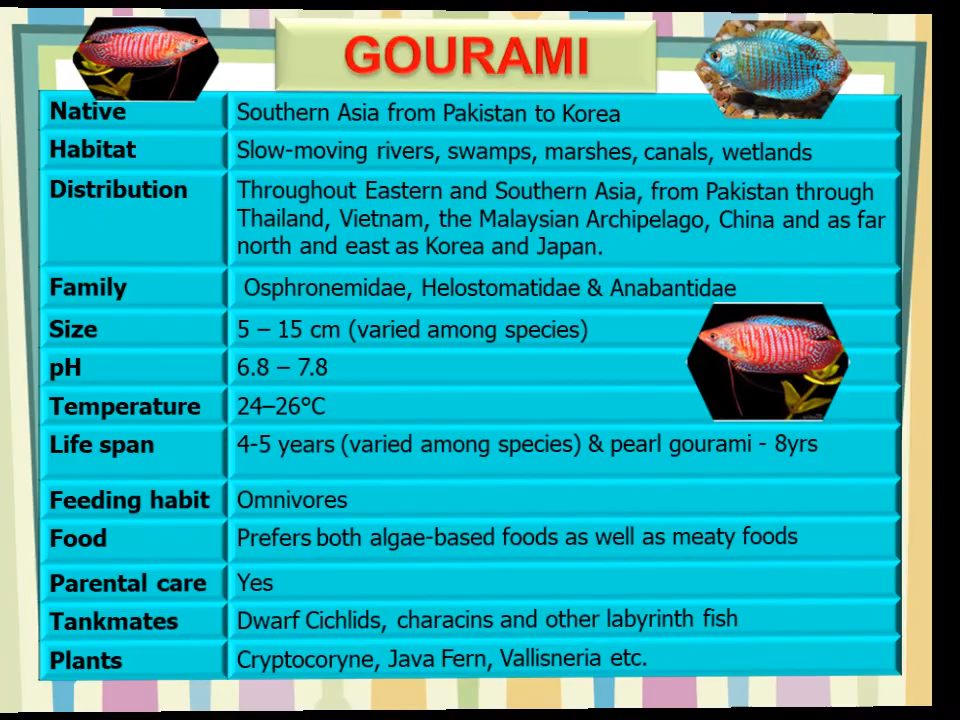 GOURAMI
Native Southern Asia from Pakistan to Korea
Habitat Slow-moving rivers, swamps, marshes, canals, wetlands
Distribution Throughout Eastern and Southern Asia, from Pakistan through
Thailand, Vietnam, the Malaysian Archipelago, China and as far
north and east as Korea and Japan.
Family Osphronemidae, Helostomatidae & Anabantidae
Size 5 – 15 cm (varied among species)
pH 6.8 – 7.8
Temperature 24–26°C
Life span 4-5 years (varied among species) & pearl gourami - 8yrs
Feeding habit Omnivores
Food Prefers both algae-based foods as well as meaty foods
Parental care Yes
Tankmates Dwarf Cichlids, characins and other labyrinth fish
Plants Cryptocoryne, Java Fern, Vallisneria etc.